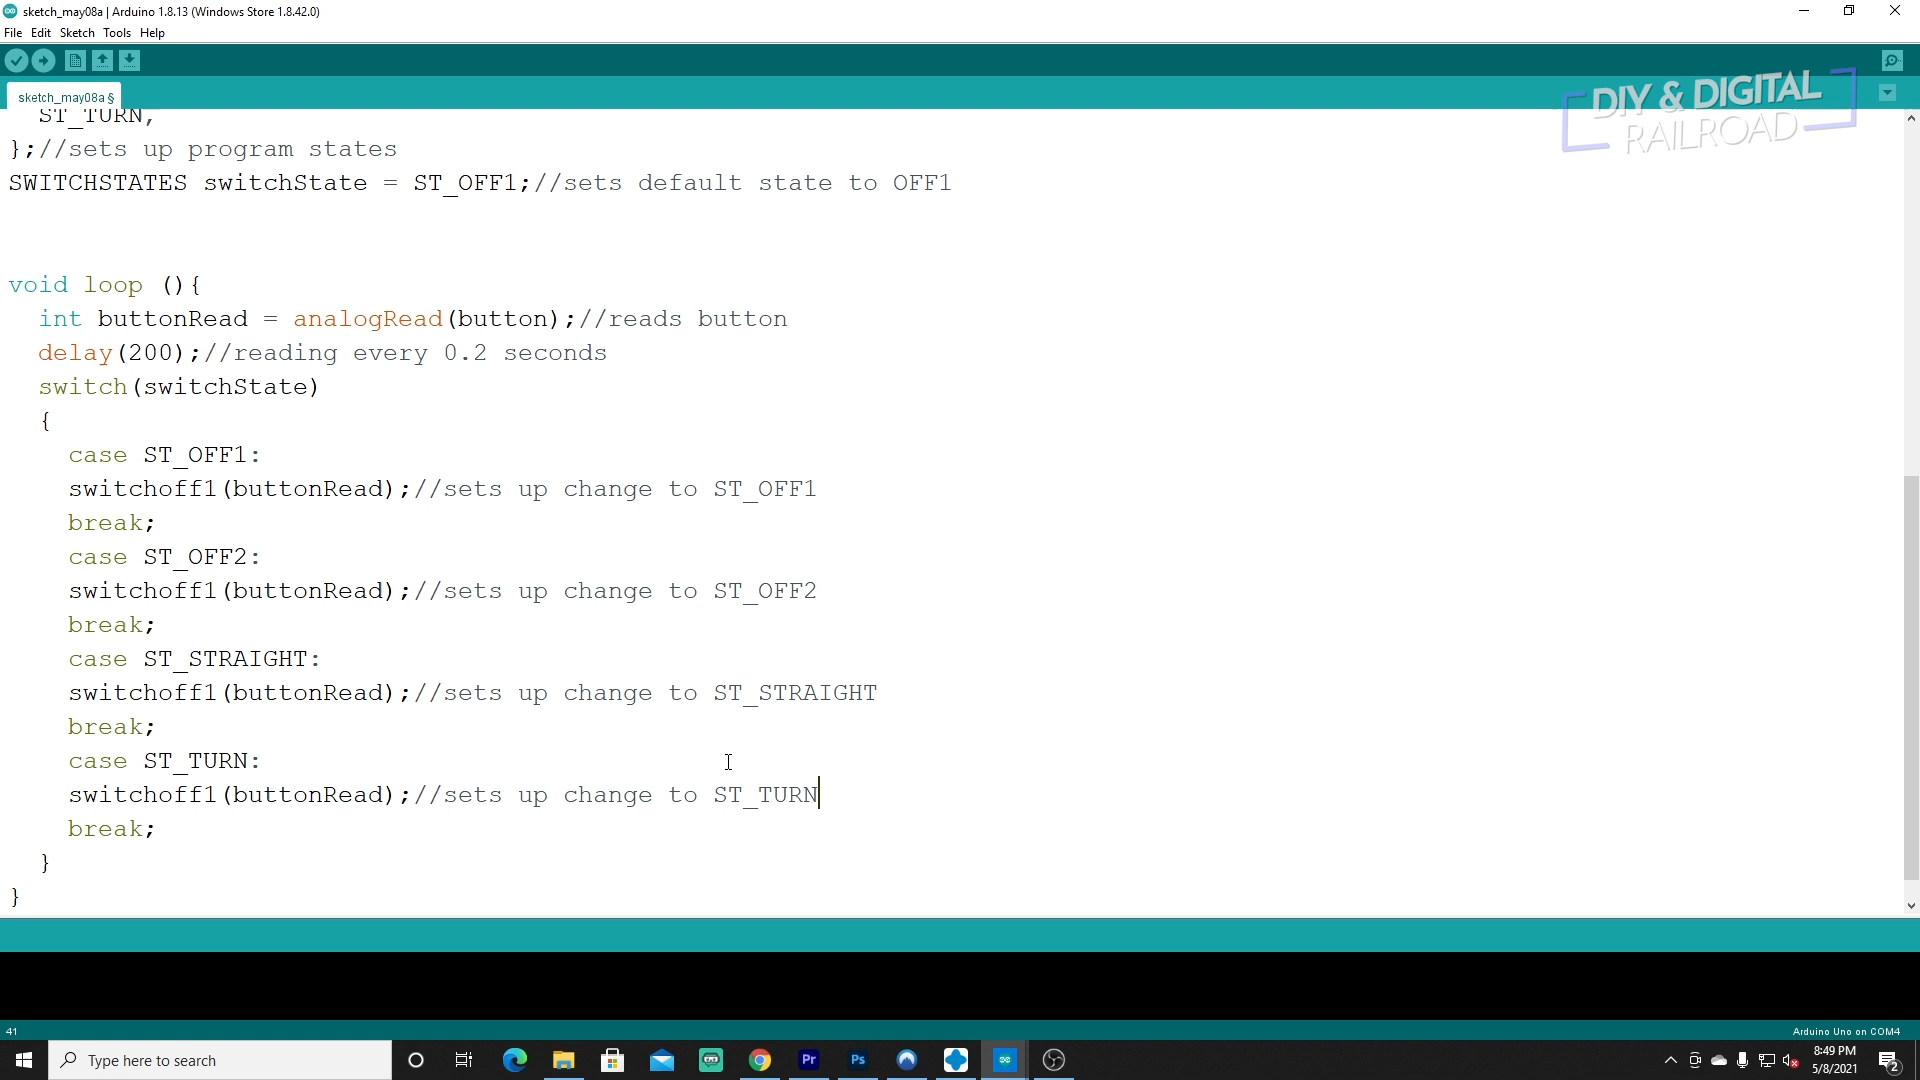 sketch_may08a | Arduino 1.8.13 (Windows Store 1.8.42.0)
File Edit Sketch Tools Help
sketch_may08a §
DIY & DIGITAL
RAILROAD
ST_TURN,
};//sets up program states
SWITCHSTATES switchState = ST_OFF1;//sets default state to OFF1
void loop (){
int buttonRead = analogRead(button);//reads button
delay(200);//reading every 0.2 seconds
switch(switchState)
{
case ST_OFF1:
switchoff1(buttonRead);//sets up change to ST_OFF1
break;
case ST_OFF2:
switchoff1(buttonRead);//sets up change to ST_OFF2
break;
case ST_STRAIGHT:
switchoff1(buttonRead);//sets up change to ST_STRAIGHT
break;
case ST_TURN:
switchoff1(buttonRead);//sets up change to ST_TURN
break;
}
}
41
Arduino Uno on COM4
Type here to search
Pr
Ps
8:49 PM
5/8/2021
2